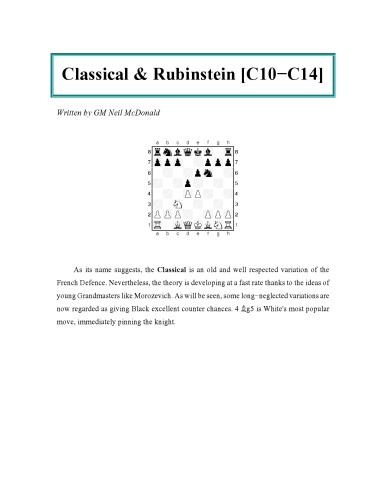 Classical & Rubinstein [C10−C14]
Written by GM Neil McDonald
a b c d e f g h
8 8
7 7
6 6
5 5
4 4
3 3
2 2
1 1
a b c d e f g h
As its name suggests, the Classical is an old and well respected variation of the
French Defence. Nevertheless, the theory is developing at a fast rate thanks to the ideas of
young Grandmasters like Morozevich. As will be seen, some long−neglected variations are
now regarded as giving Black excellent counter chances. 4 ♗g5 is White's most popular
move, immediately pinning the knight.